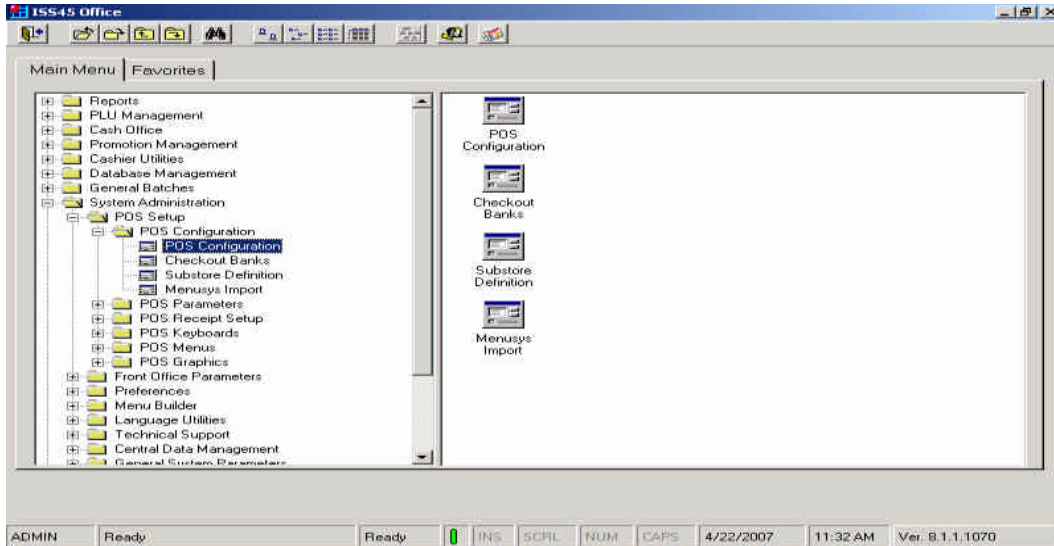 ISS45 Office
Main Menu
Favorites
Reports
PLU Management
Cash Office
Promotion Management
Cashier Utilities
Database Management
General Batches
System Administration
POS Setup
POS Configuration
POS Configuration
Checkout Banks
Substore Definition
Menusys Import
POS Parameters
POS Receipt Setup
POS Keyboards
POS Menus
POS Graphics
Front Office Parameters
Preferences
Menu Builder
Language Utilities
Technical Support
Central Data Management
General System Parameters
POS
Configuration
Checkout
Banks
Substore
Definition
Menusys
Import
ADMIN Ready Ready INS SCRL NUM CAPS 4/22/2007 11:32 AM Ver. 8.1.1.1070